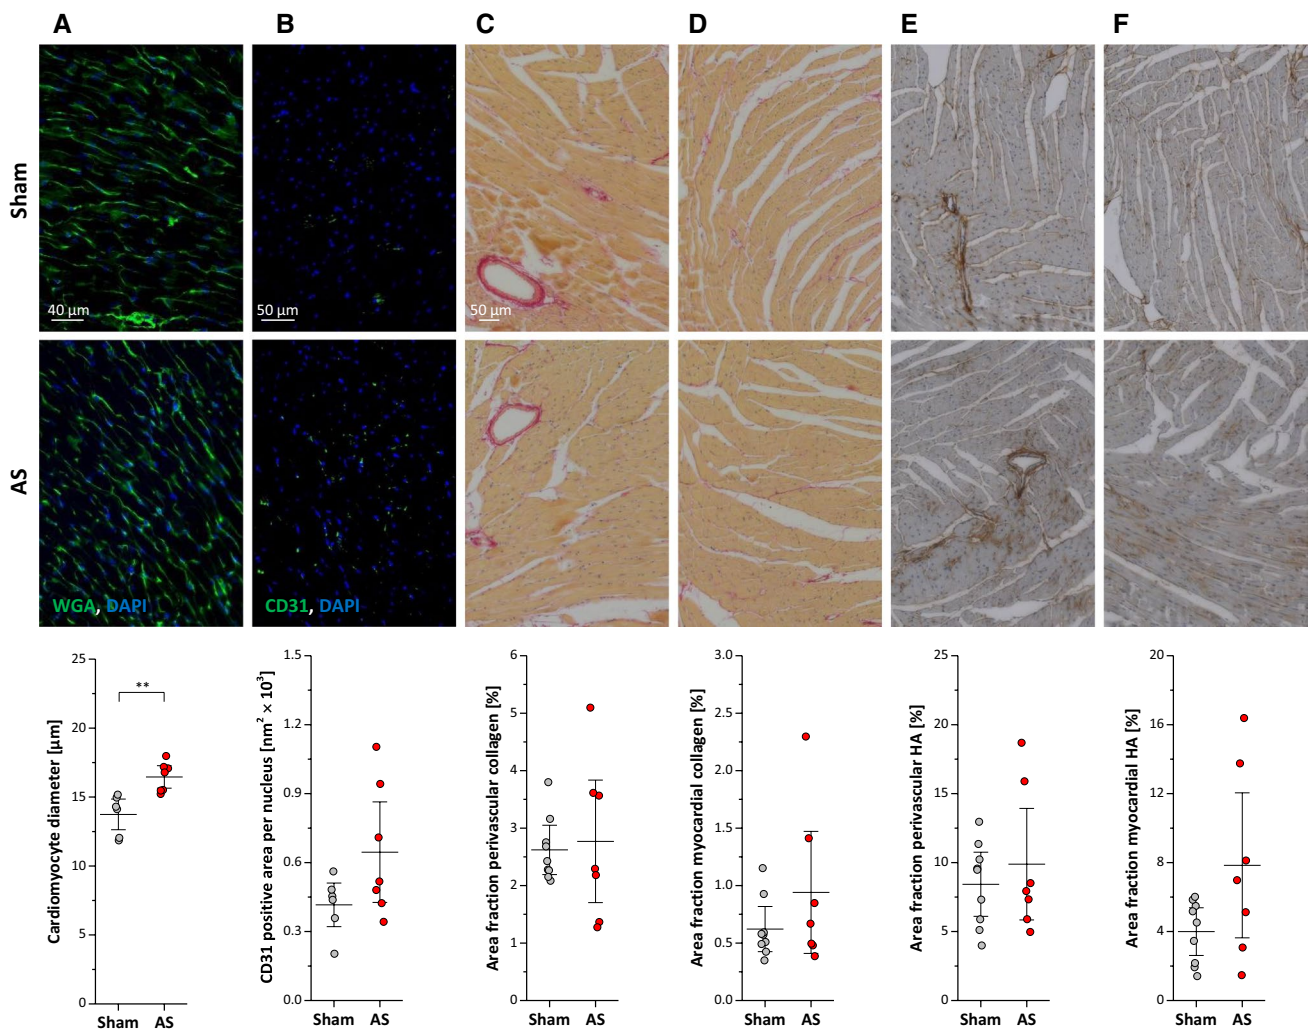 A B C D E F
Sham
40 µm 50 µm 50 µm
AS
WGA, DAPI CD31, DAPI
Cardiomyocyte diameter [µm]
25
20
15
10
5
0
**
Sham AS
CD31 positive area per nucleus [nm² × 10³]
1.5
1.2
0.9
0.6
0.3
0.0
Sham AS
Area fraction perivascular collagen [%]
6
5
4
3
2
1
0
Sham AS
Area fraction myocardial collagen [%]
3.0
2.5
2.0
1.5
1.0
0.5
0.0
Sham AS
Area fraction perivascular HA [%]
25
20
15
10
5
0
Sham AS
Area fraction myocardial HA [%]
20
16
12
8
4
0
Sham AS